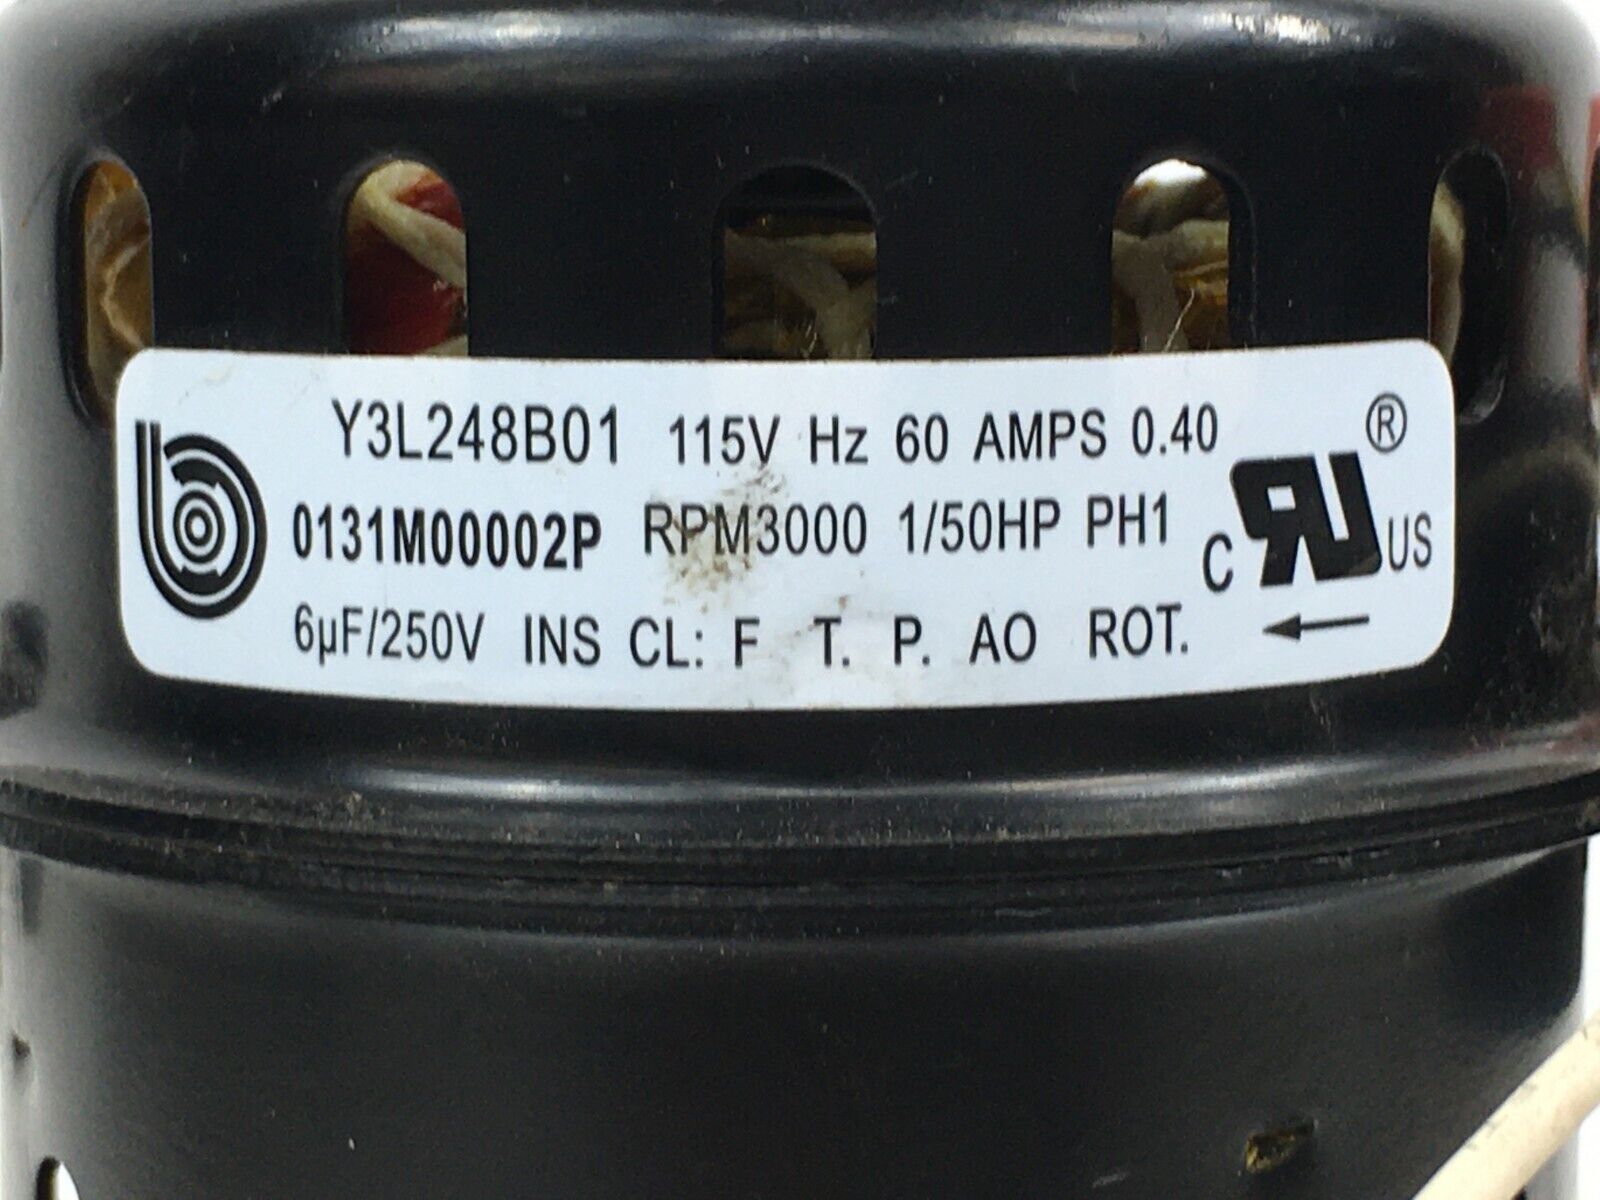 Y3L248B01 115V Hz 60 AMPS 0.40 ®
0131M00002P RPM3000 1/50HP PH1 C RU US
6µF/250V INS CL: F T. P. AO ROT. ←